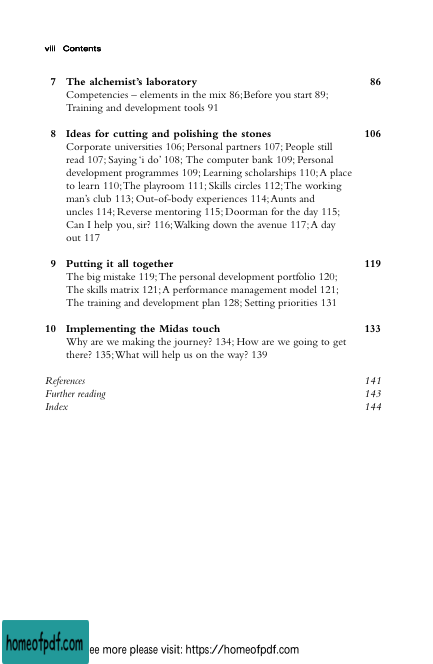 viii Contents
7 The alchemist's laboratory 86
Competencies – elements in the mix 86; Before you start 89;
Training and development tools 91
8 Ideas for cutting and polishing the stones 106
Corporate universities 106; Personal partners 107; People still
read 107; Saying 'i do' 108; The computer bank 109; Personal
development programmes 109; Learning scholarships 110; A place
to learn 110; The playroom 111; Skills circles 112; The working
man's club 113; Out-of-body experiences 114; Aunts and
uncles 114; Reverse mentoring 115; Doorman for the day 115;
Can I help you, sir? 116; Walking down the avenue 117; A day
out 117
9 Putting it all together 119
The big mistake 119; The personal development portfolio 120;
The skills matrix 121; A performance management model 121;
The training and development plan 128; Setting priorities 131
10 Implementing the Midas touch 133
Why are we making the journey? 134; How are we going to get
there? 135; What will help us on the way? 139
References 141
Further reading 143
Index 144
homeofpdf.com
ee more please visit: https://homeofpdf.com